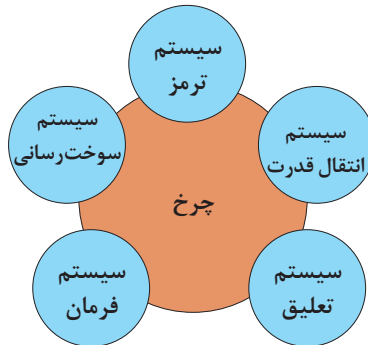 سیستم
ترمز
سیستم
انتقال قدرت
سیستم
سوخت‌رسانی
چرخ
سیستم
تعلیق
سیستم
فرمان